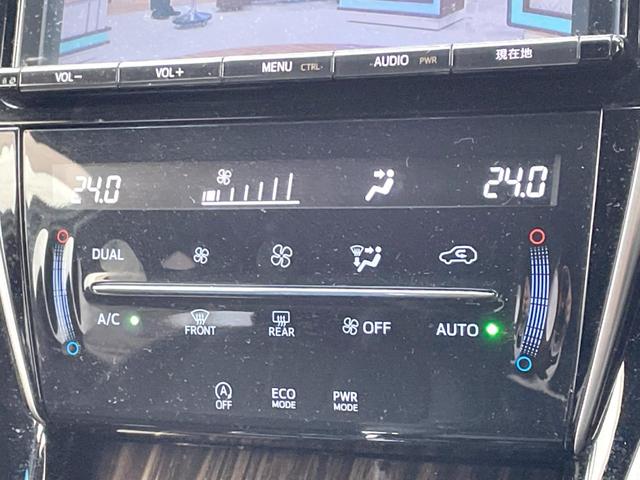 VOL− VOL+ MENU CTRL AUDIO PWR 現在地
24.0 24.0
DUAL
A/C FRONT REAR OFF AUTO
A OFF ECO MODE PWR MODE